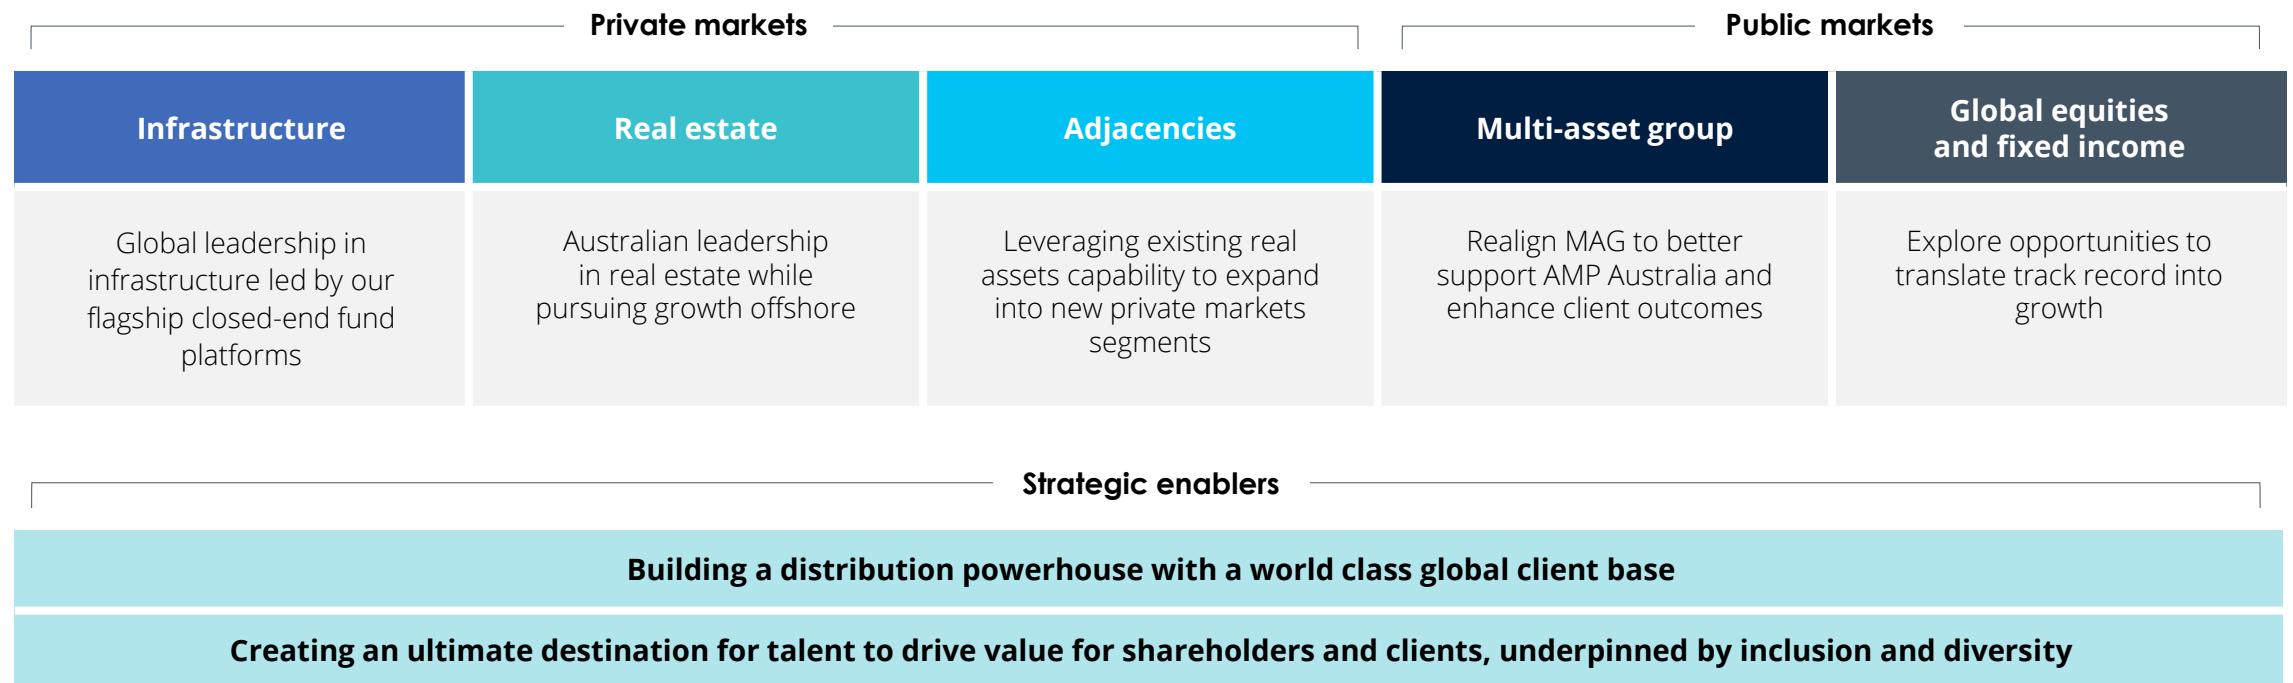 Private markets
Public markets
Infrastructure
Real estate
Adjacencies
Multi-asset group
Global equities
and fixed income
Global leadership in
infrastructure led by our
flagship closed-end fund
platforms
Australian leadership
in real estate while
pursuing growth offshore
Leveraging existing real
assets capability to expand
into new private markets
segments
Realign MAG to better
support AMP Australia and
enhance client outcomes
Explore opportunities to
translate track record into
growth
Strategic enablers
Building a distribution powerhouse with a world class global client base
Creating an ultimate destination for talent to drive value for shareholders and clients, underpinned by inclusion and diversity